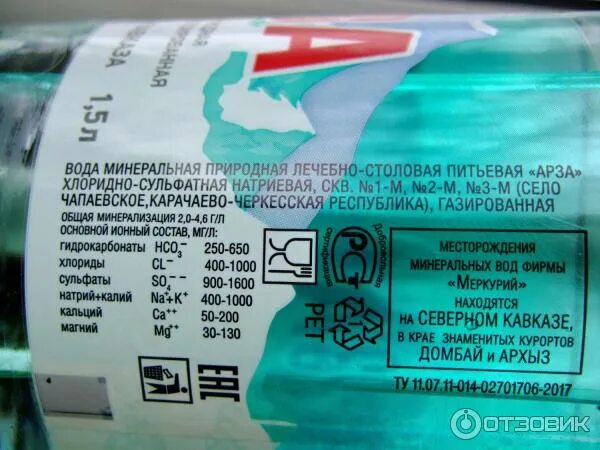 ВОДА МИНЕРАЛЬНАЯ ПРИРОДНАЯ ЛЕЧЕБНО-СТОЛОВАЯ ПИТЬЕВАЯ «АРЗА»
ХЛОРИДНО-СУЛЬФАТНАЯ НАТРИЕВАЯ, СКВ. №1-М, №2-М, №3-М (СЕЛО
ЧАПАЕВСКОЕ,КАРАЧАЕВО-ЧЕРКЕССКАЯ РЕСПУБЛИКА), ГАЗИРОВАННАЯ
ОБЩАЯ МИНЕРАЛИЗАЦИЯ 2,0-4,6 Г/Л
ОСНОВНОЙ ИОННЫЙ СОСТАВ, МГ/Л:
гидрокарбонаты HCO₃⁻ 250-650
хлориды CL⁻ 400-1000
сульфаты SO₄⁻⁻ 900-1600
натрий+калий Na⁺+K⁺ 400-1000
кальций Ca⁺⁺ 50-200
магний Mg⁺⁺ 30-130
Добровольная
сертификация
РСТ
PET
EAC
МЕСТОРОЖДЕНИЯ
МИНЕРАЛЬНЫХ ВОД ФИРМЫ
«Меркурий»
НАХОДЯТСЯ
НА СЕВЕРНОМ КАВКАЗЕ,
В КРАЕ ЗНАМЕНИТЫХ КУРОРТОВ
ДОМБАЙ и АРХЫЗ
ТУ 11.07.11-014-02701706-2017
1,5л
ЗА
ОТЗОВИК